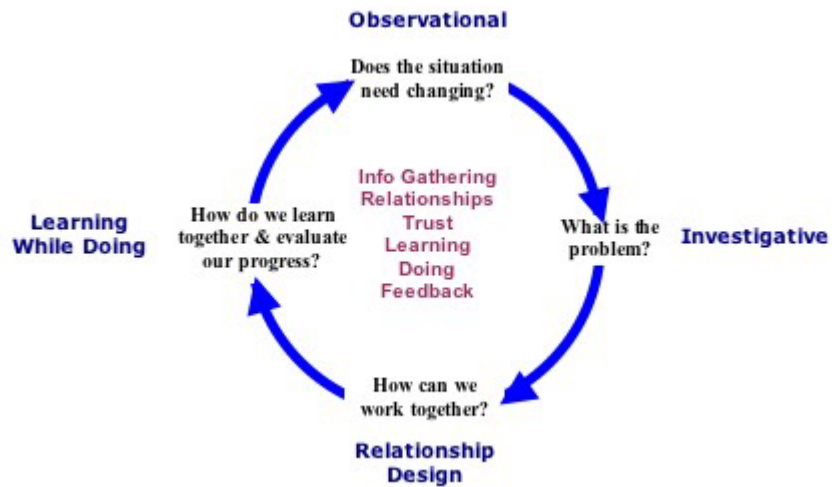 Observational
Does the situation
need changing?
Info Gathering
Relationships
Trust
Learning
Doing
Feedback
Learning
While Doing
How do we learn
together & evaluate
our progress?
What is the
problem?
Investigative
How can we
work together?
Relationship
Design